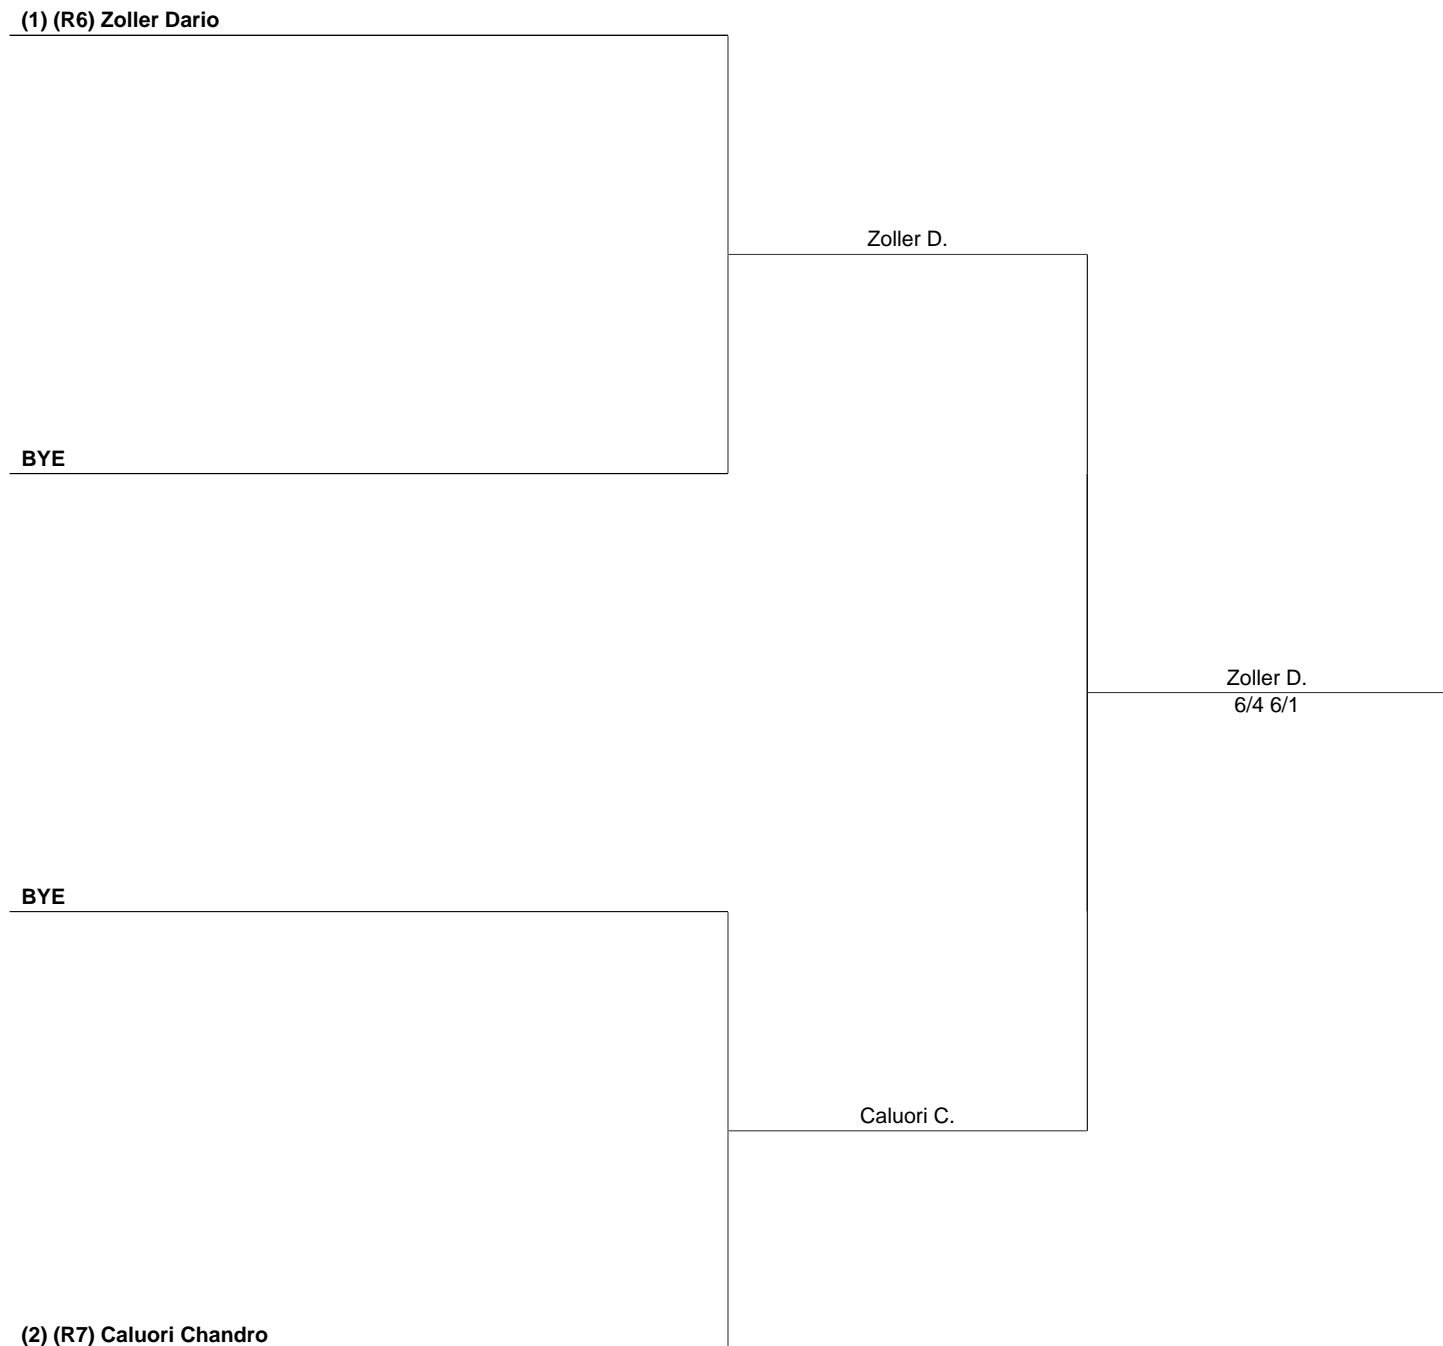 (1) (R6) Zoller Dario
Zoller D.
BYE
Zoller D.
6/4 6/1
BYE
Caluori C.
(2) (R7) Caluori Chandro